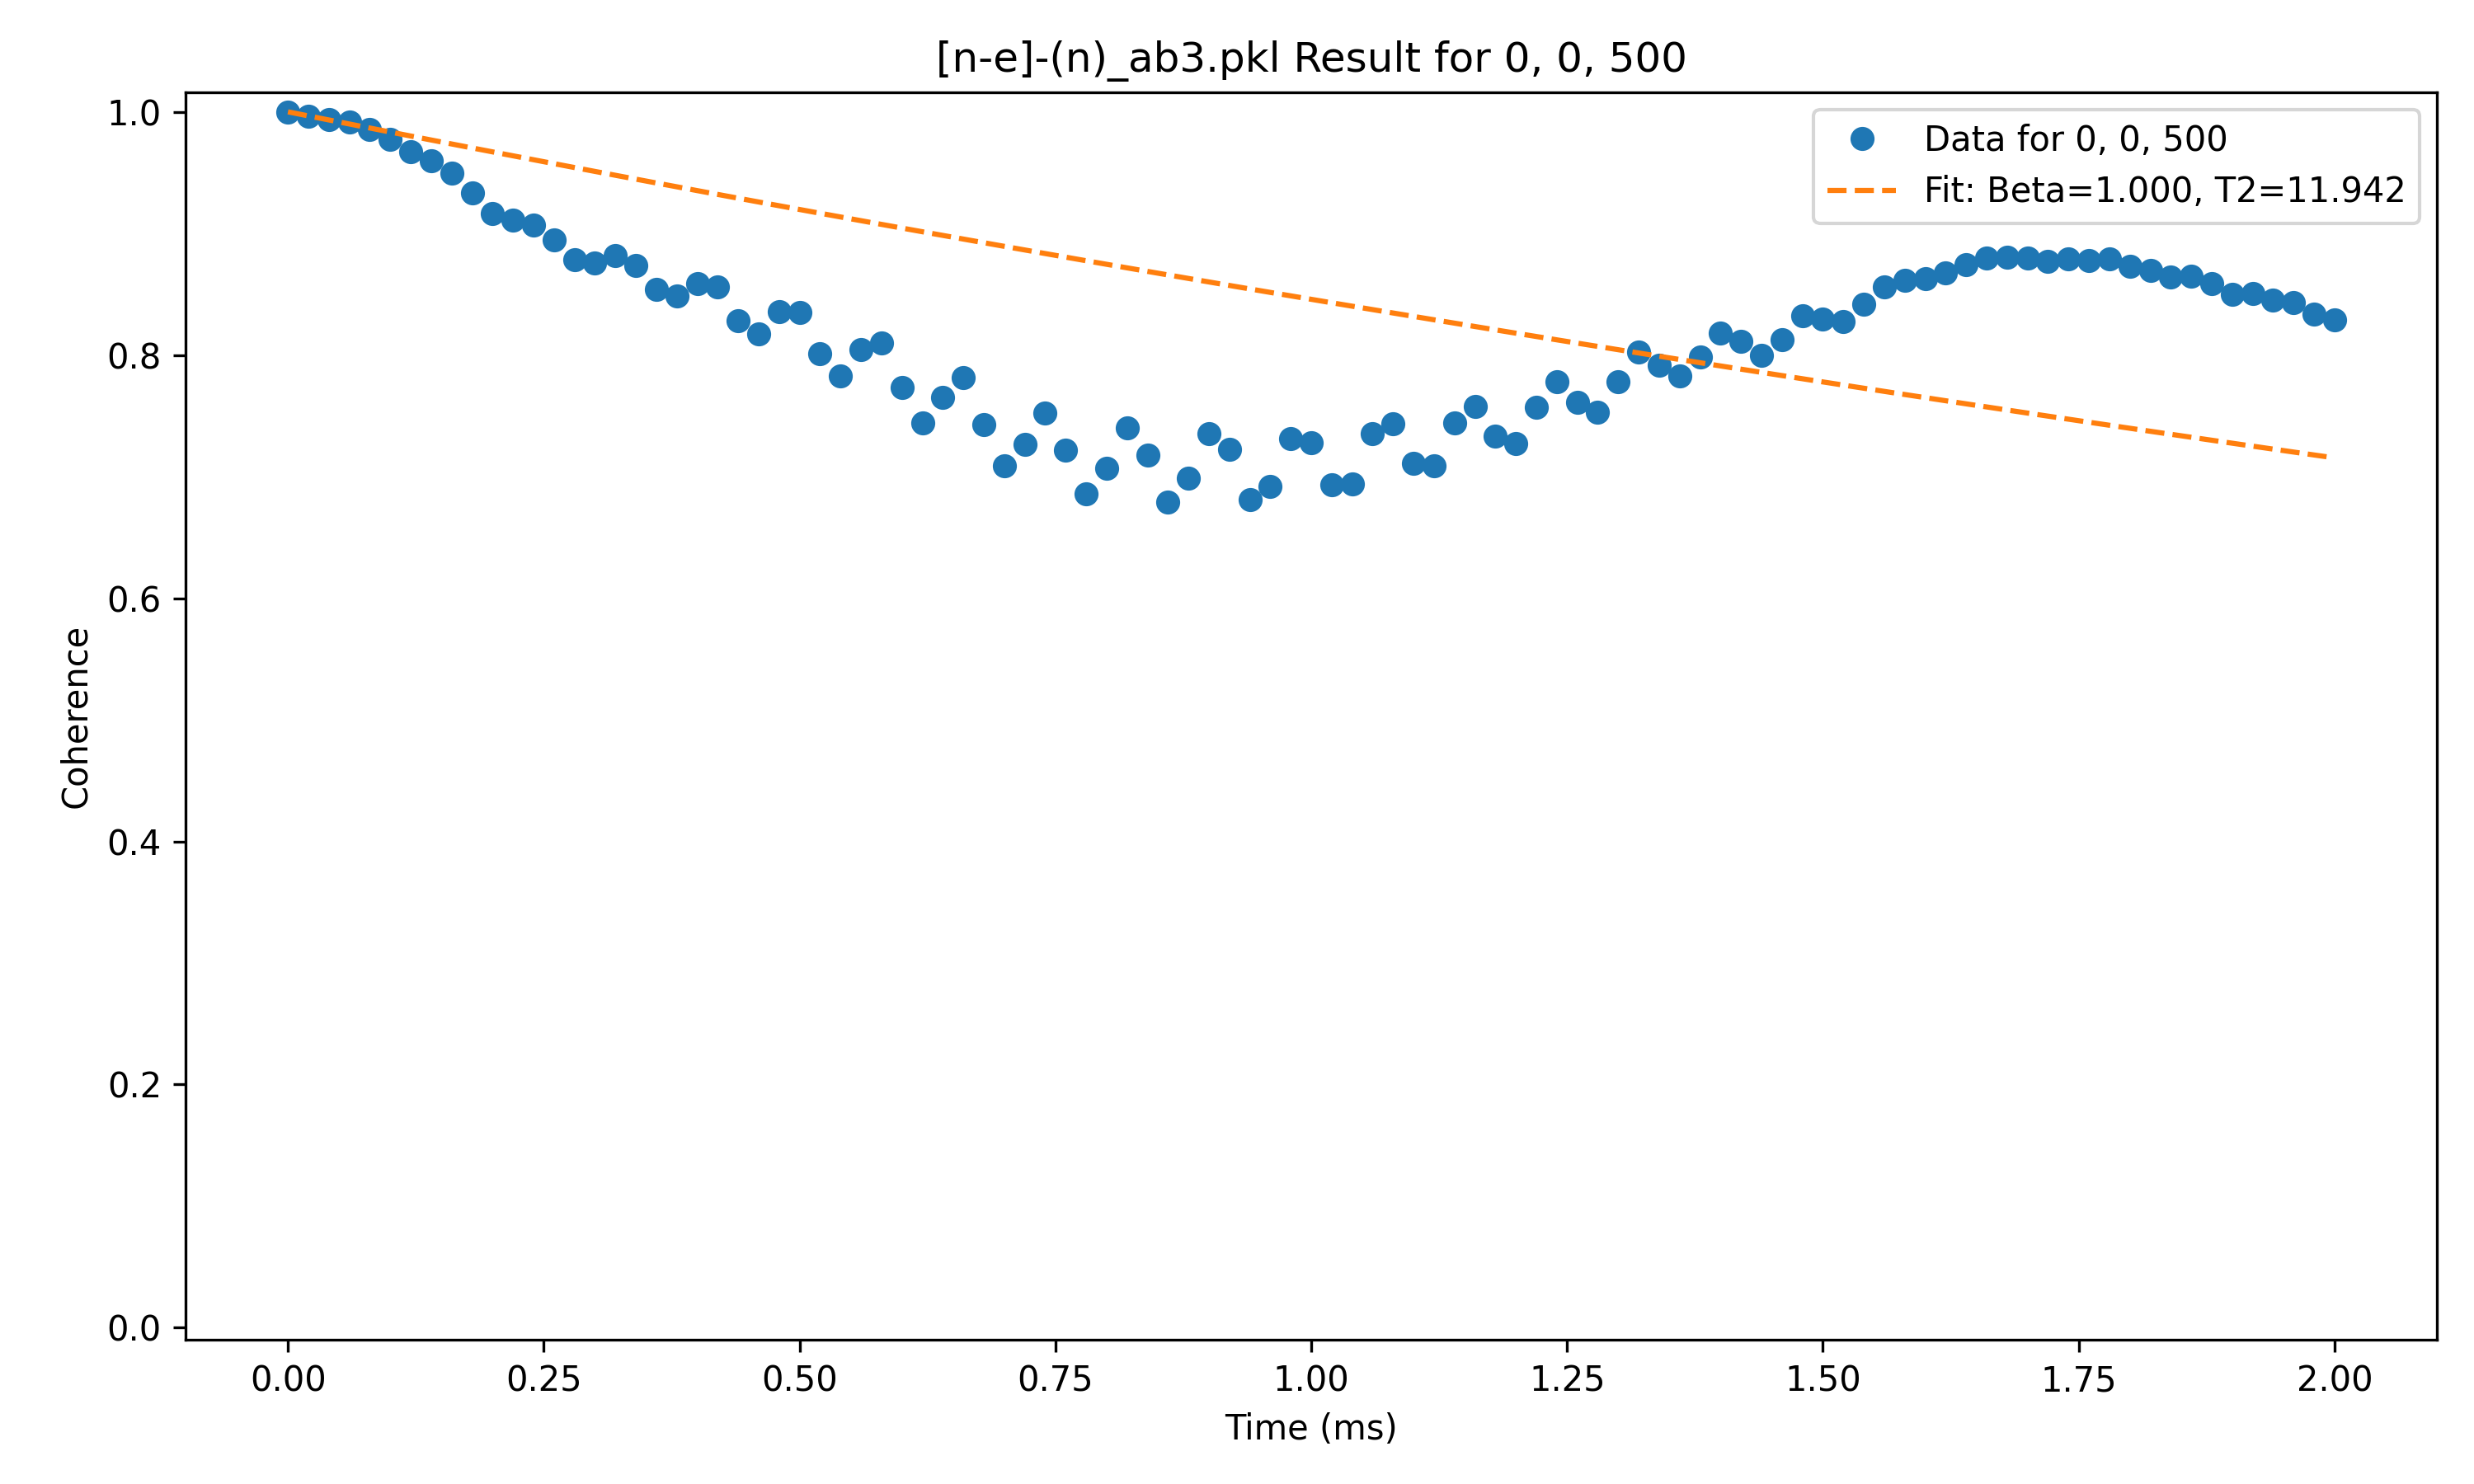 [n-e]-(n)_ab3.pkl Result for 0, 0, 500
Data for 0, 0, 500
Fit: Beta=1.000, T2=11.942
Coherence
1.0
0.8
0.6
0.4
0.2
0.0
0.00 0.25 0.50 0.75 1.00 1.25 1.50 1.75 2.00
Time (ms)